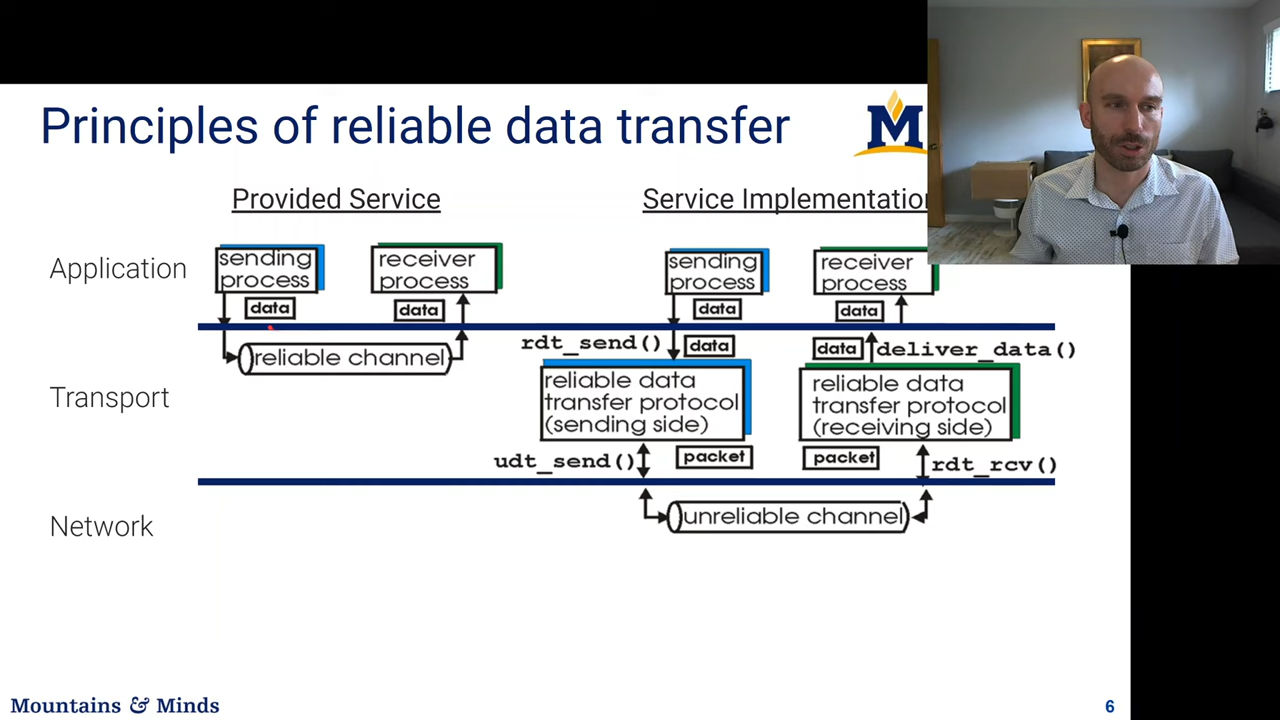 Principles of reliable data transfer
M
Provided Service
Service Implementatio
Application
sending
process
receiver
process
data
data
reliable channel
sending
process
receiver
process
data
data
Transport
rdt_send()
data
data
deliver_data()
reliable data
transfer protocol
(sending side)
reliable data
transfer protocol
(receiving side)
udt_send()
packet
packet
rdt_rcv()
Network
unreliable channel
Mountains & Minds
6